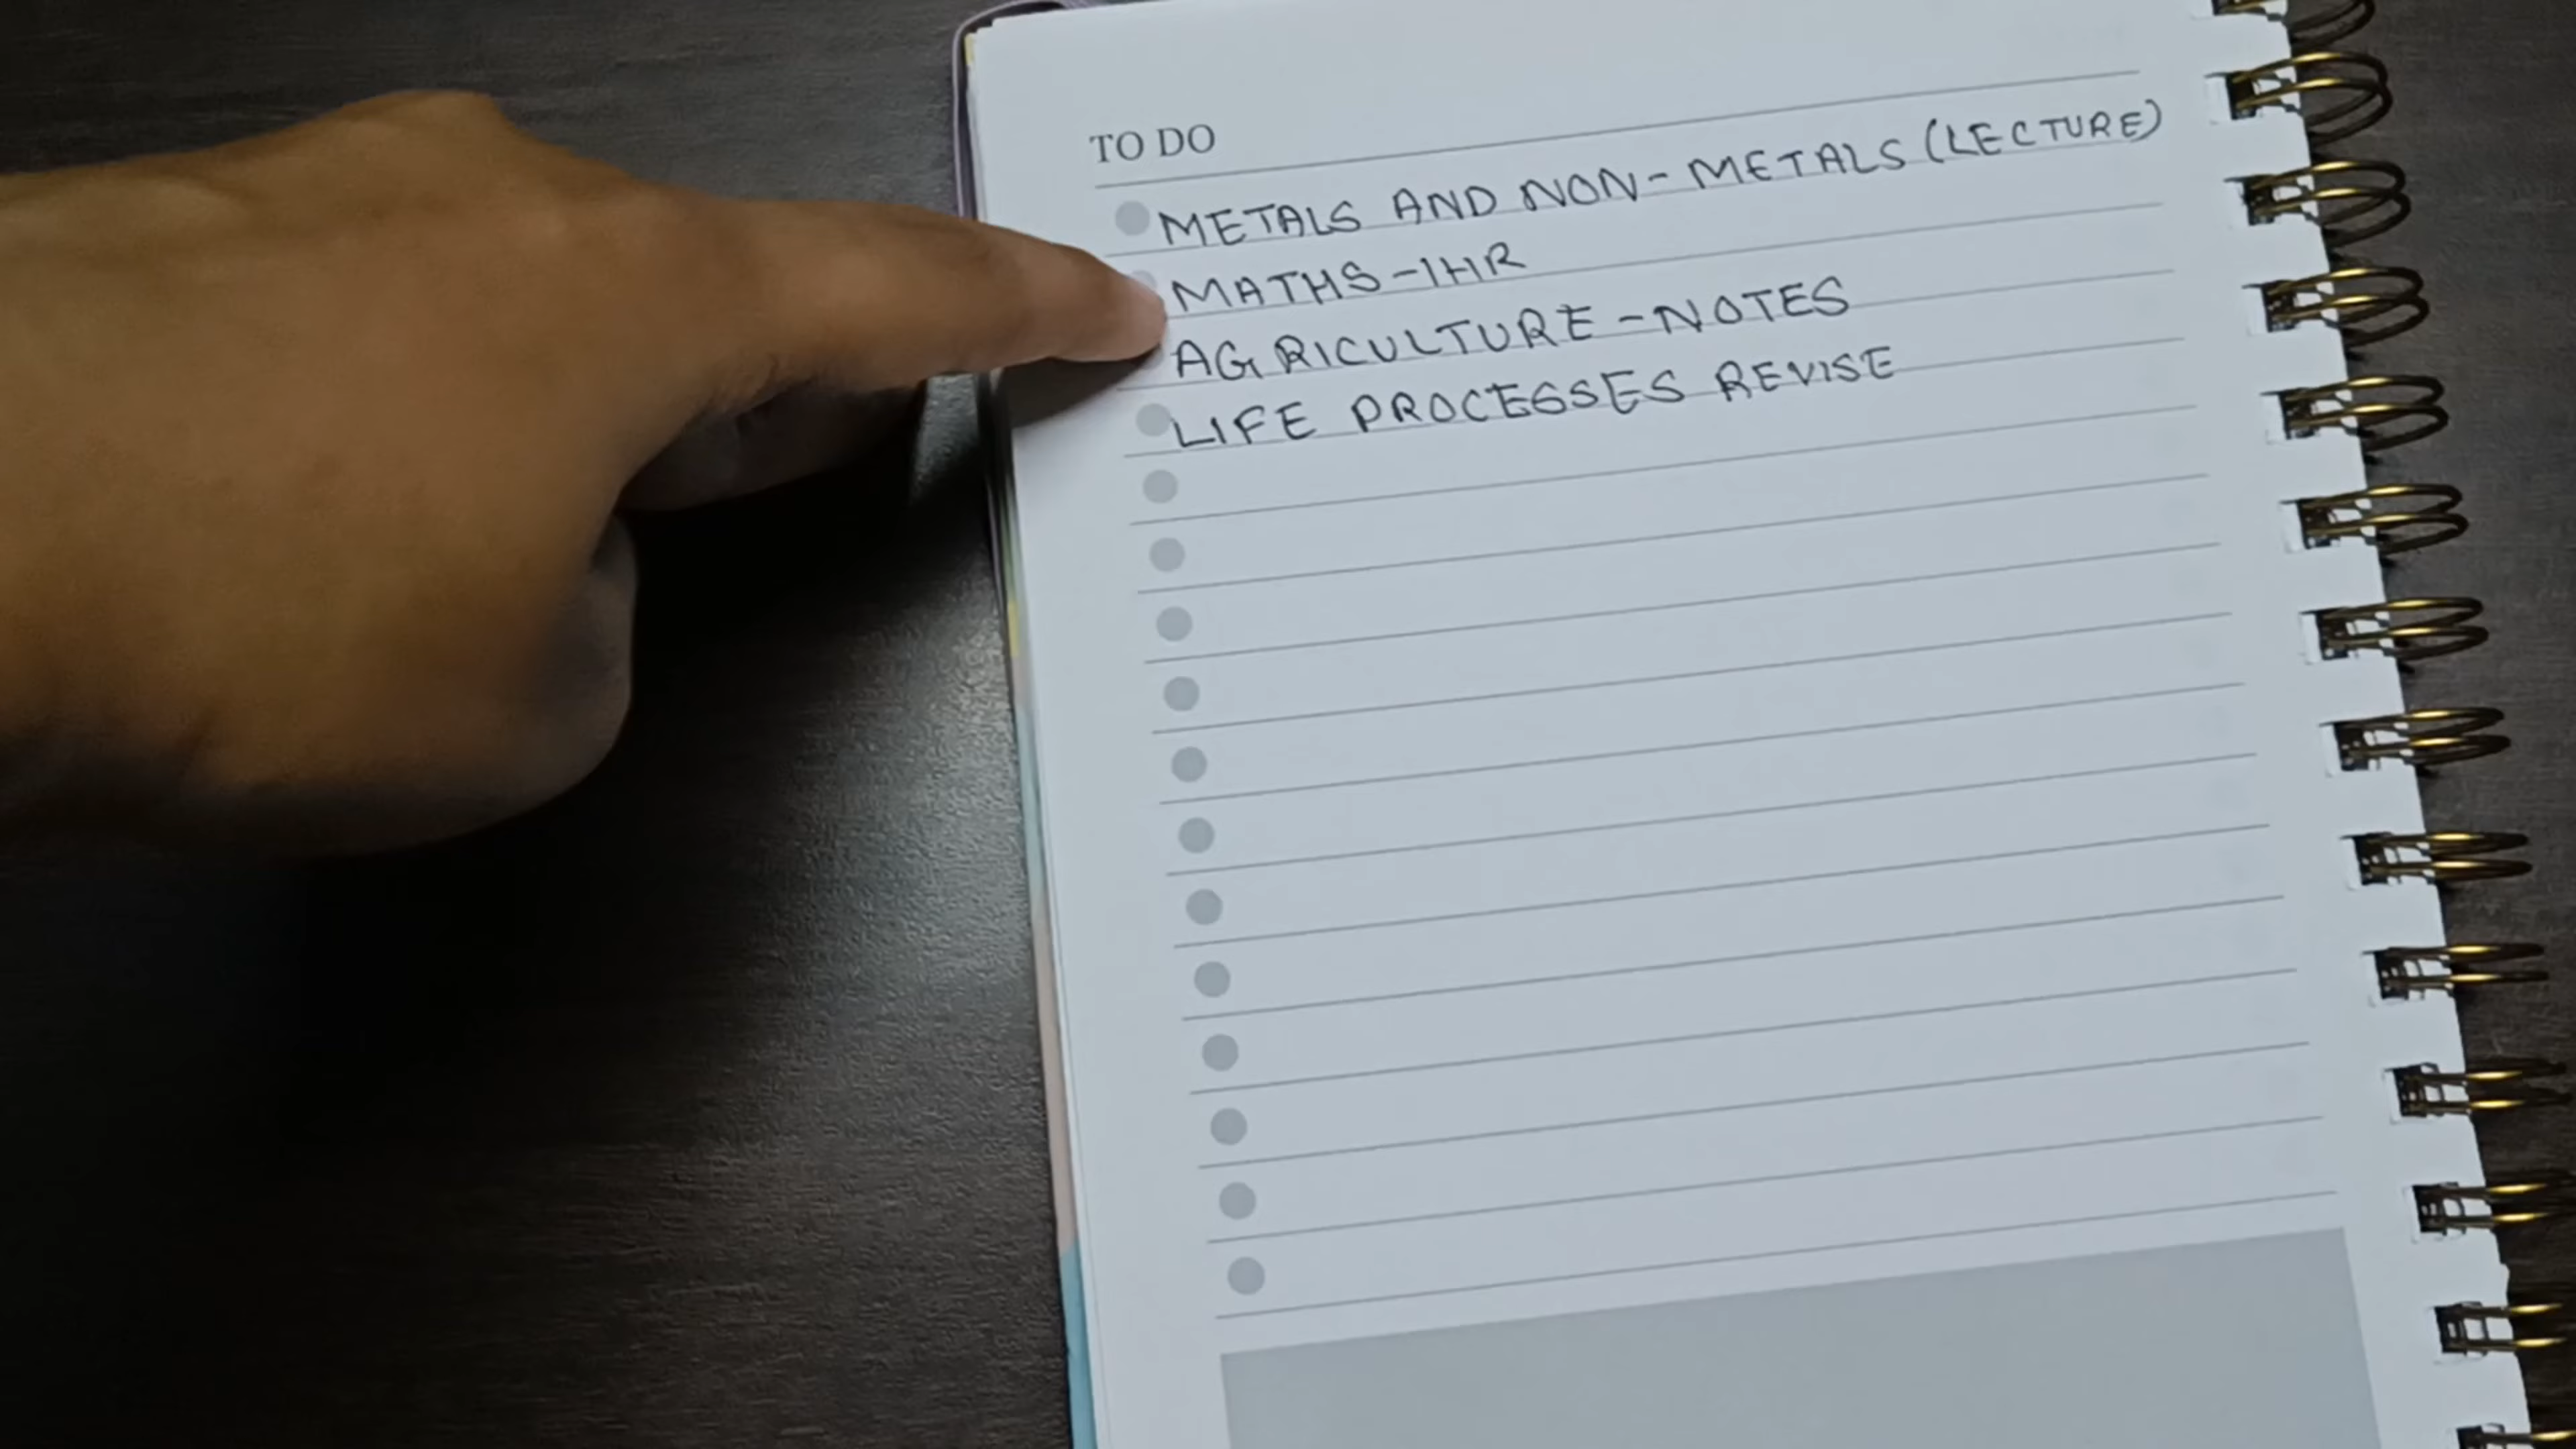 TO DO
METALS AND NON-METALS (LECTURE)
MATHS-1HR
AGRICULTURE-NOTES
LIFE PROCESSES REVISE